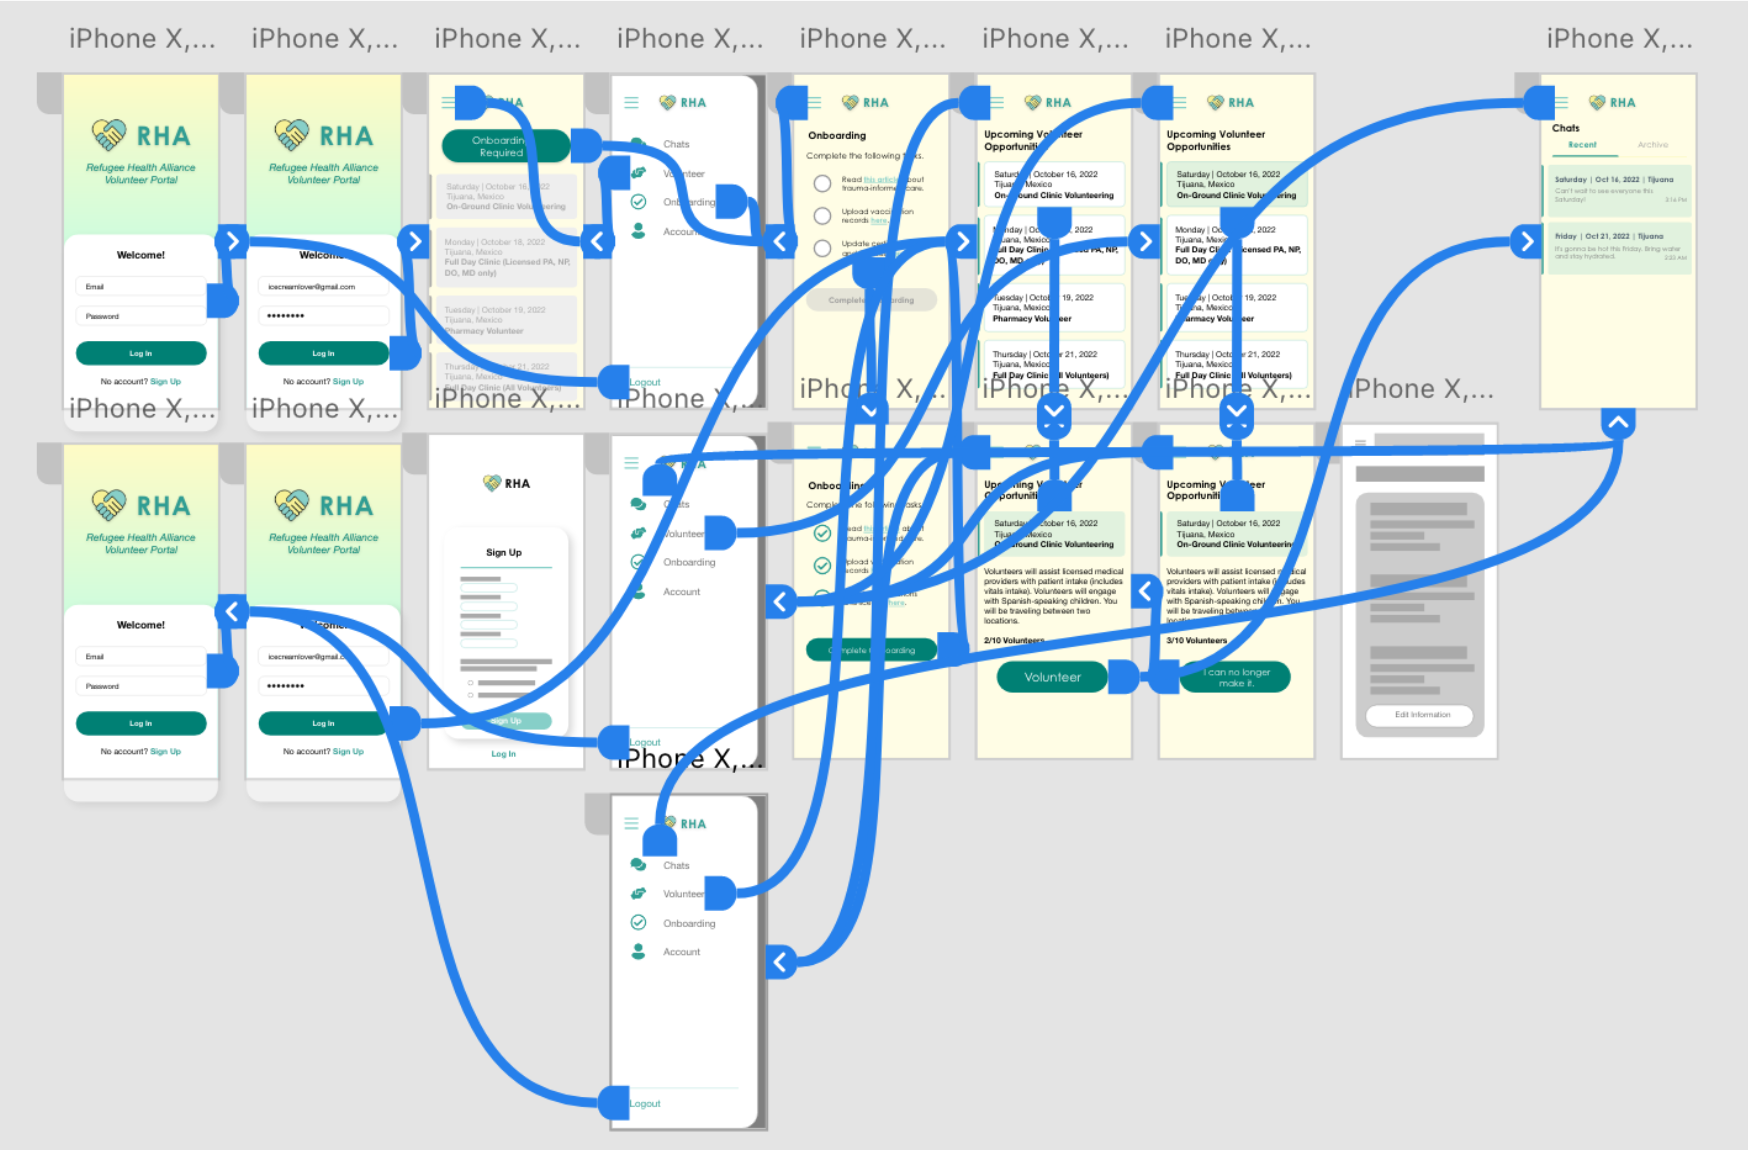 iPhone X,...
iPhone X,...
iPhone X,...
iPhone X,...
iPhone X,...
iPhone X,...
iPhone X,...
iPhone X,...
RHA
Refugee Health Alliance
Volunteer Portal
Welcome!
Email
Password
Log In
No account? Sign Up
RHA
Refugee Health Alliance
Volunteer Portal
icecreamlover@gmail.com
Log In
No account? Sign Up
RHA
Onboarding
Required
Saturday | October 16, 2022
Tijuana, Mexico
On-Ground Clinic Volunteering
Monday | October 18, 2022
Tijuana, Mexico
Full Day Clinic (Licensed PA, NP,
DO, MD only)
Tuesday | October 19, 2022
Tijuana, Mexico
Pharmacy Volunteer
Thursday 21, 2022
Tijuana, Mexico
Full Day Clinic (All Volunteers)
RHA
Chats
Volunteer
Onboarding
Account
Logout
RHA
Onboarding
Complete the following tasks.
Read this article about
trauma-informed care.
Upload vaccination
records here.
Update
Complete
RHA
Upcoming Volunteer
Opportunities
Saturday October 16, 2022
Tijuana, Mexico
On-Ground Clinic Volunteering
Monday
Tijuana, Mexico
Full Day Clinic (Licensed PA, NP,
DO, MD only)
Tuesday | October 19, 2022
Tijuana, Mexico
Pharmacy Volunteer
Thursday | October 21, 2022
Tijuana, Mexico
Full Day Clinic (All Volunteers)
RHA
Upcoming Volunteer
Opportunities
Saturday | October 16, 2022
Tijuana, Mexico
On-Ground Clinic Volunteering
Monday
Tijuana, Mexico
Full Day Clinic (Licensed PA, NP,
DO, MD only)
Tuesday | October 19, 2022
Tijuana, Mexico
Pharmacy Volunteer
Thursday | October 21, 2022
Tijuana, Mexico
Full Day Clinic (All Volunteers)
RHA
Chats
Recent Archive
Saturday | Oct 16, 2022 | Tijuana
Can't wait to see everyone this
Saturday! 3:14 PM
Friday | Oct 21, 2022 | Tijuana
It's gonna be hot this Friday. Bring water
and stay hydrated. 2:20 AM
iPhone X,...
iPhone X,...
iPhone X,...
iPhone X,...
iPhone X,...
iPhone X,...
iPhone X,...
iPhone X,...
RHA
Refugee Health Alliance
Volunteer Portal
Welcome!
Email
Password
Log In
No account? Sign Up
RHA
Refugee Health Alliance
Volunteer Portal
Welcome!
icecreamlover@gmail.c
Log In
No account? Sign Up
RHA
Sign Up
Sign Up
Log In
RHA
Chats
Volunteer
Onboarding
Account
Logout
Onboarding
Complete the following tasks.
Read this about
trauma-informed care.
Upload vaccination
records
here.
Complete Onboarding
Upcoming Volunteer
Opportunities
Saturday October 16, 2022
Tijuana, Mexico
On-Ground Clinic Volunteering
Volunteers will assist licensed medical
providers with patient intake (includes
vitals intake). Volunteers will engage
with Spanish-speaking children. You
will be traveling between two
locations.
2/10 Volunteers
Volunteer
Upcoming Volunteer
Opportunities
Saturday | October 16, 2022
Tijuana, Mexico
On-Ground Clinic Volunteering
Volunteers will assist licensed medical
providers with patient intake (includes
vitals intake). Volunteers will engage
with Spanish-speaking children. You
will be traveling between
locations
3/10 Volunteers
I can no longer
make it.
Edit Information
iPhone X,...
RHA
Chats
Volunteer
Onboarding
Account
Logout